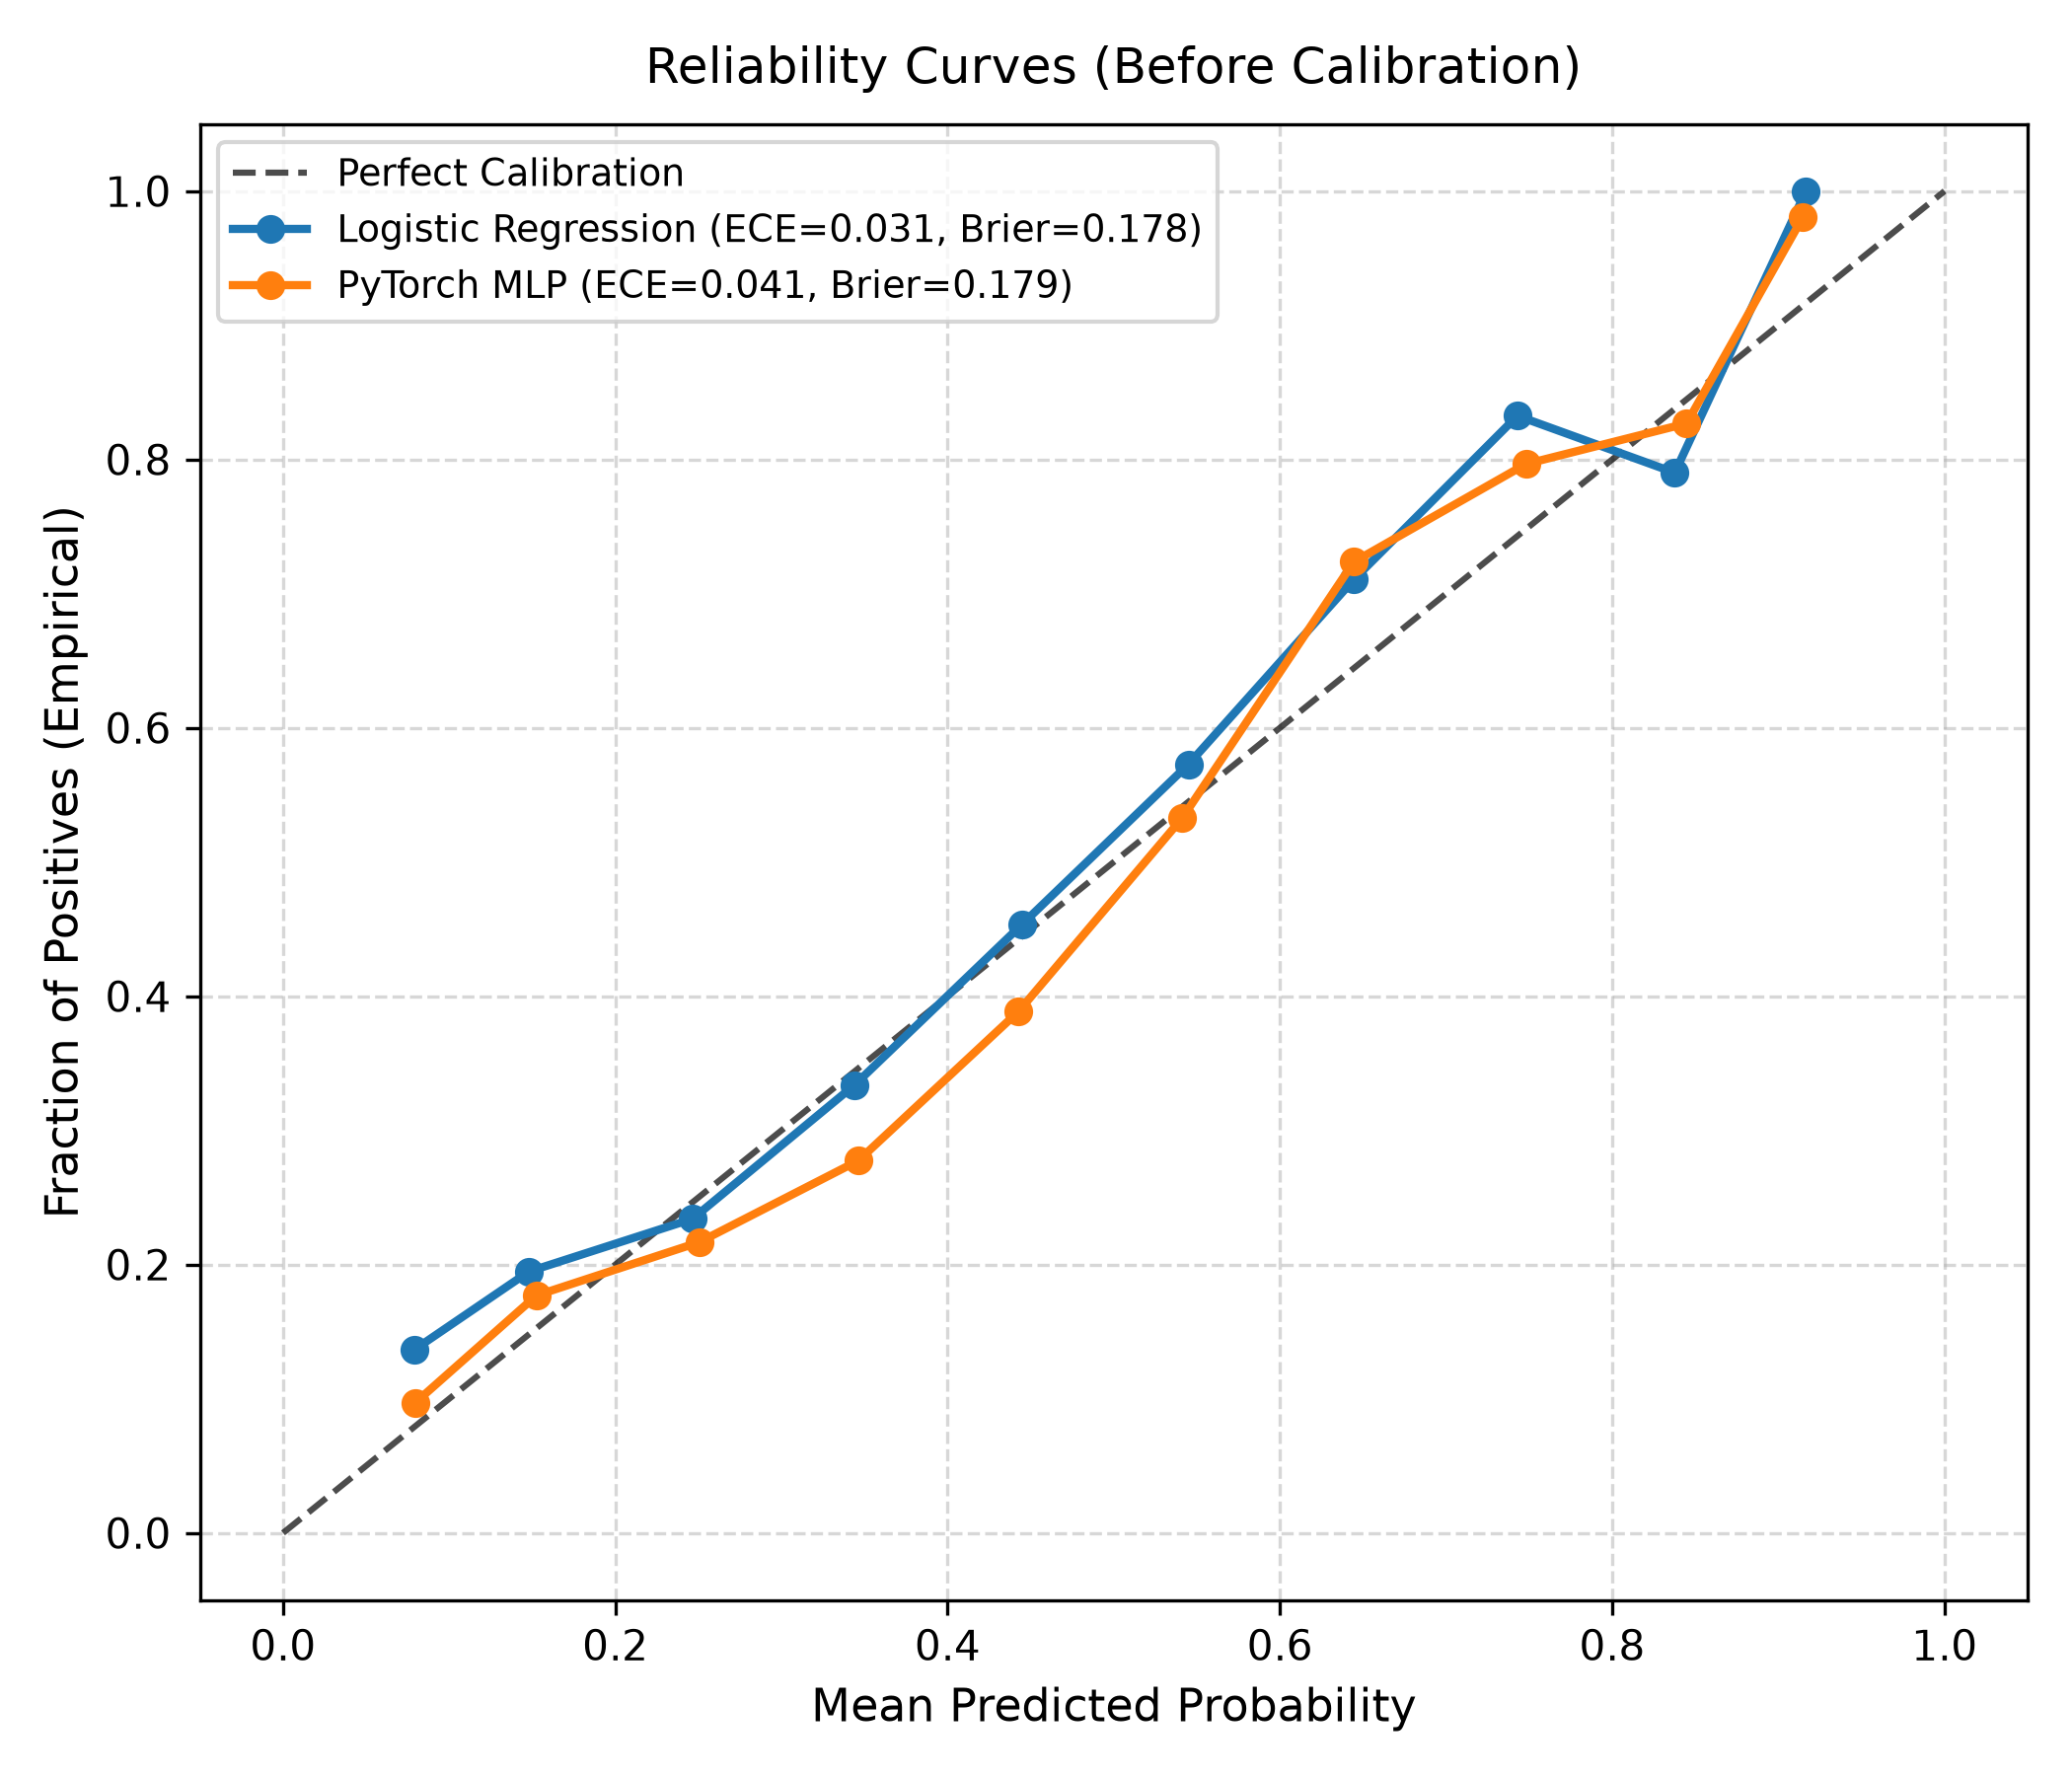 Reliability Curves (Before Calibration)
Perfect Calibration
Logistic Regression (ECE=0.031, Brier=0.178)
PyTorch MLP (ECE=0.041, Brier=0.179)
Fraction of Positives (Empirical)
1.0
0.8
0.6
0.4
0.2
0.0
0.0 0.2 0.4 0.6 0.8 1.0
Mean Predicted Probability